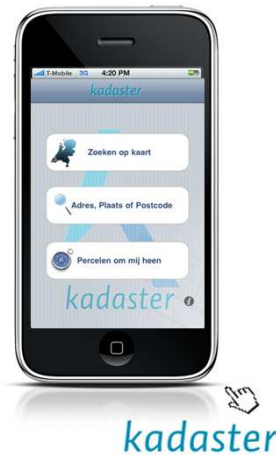 T-Mobile 3G 4:20 PM
kadaster
Zoeken op kaart
Adres, Plaats of Postcode
Percelen om mij heen
kadaster
kadaster